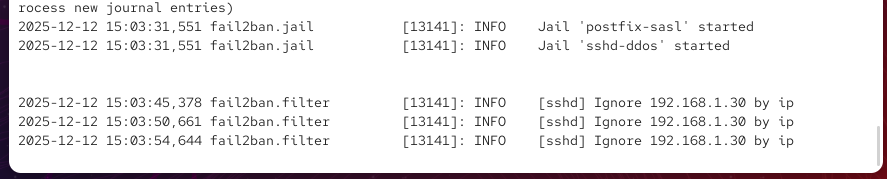 rocess new journal entries)
2025-12-12 15:03:31,551 fail2ban.jail         [13141]: INFO    Jail 'postfix-sasl' started
2025-12-12 15:03:31,551 fail2ban.jail         [13141]: INFO    Jail 'sshd-ddos' started
2025-12-12 15:03:45,378 fail2ban.filter       [13141]: INFO    [sshd] Ignore 192.168.1.30 by ip
2025-12-12 15:03:50,661 fail2ban.filter       [13141]: INFO    [sshd] Ignore 192.168.1.30 by ip
2025-12-12 15:03:54,644 fail2ban.filter       [13141]: INFO    [sshd] Ignore 192.168.1.30 by ip